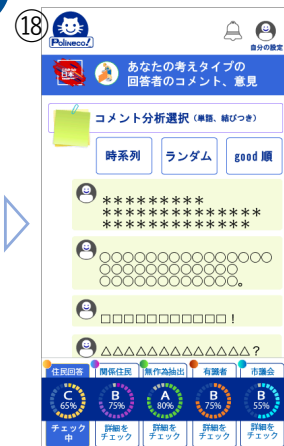 ⑱
Polineco!
自分の設定
日本
あなたの考えタイプの
回答者のコメント、意見
コメント分析選択（単語、結びつき）
時系列
ランダム
good 順
＊＊＊＊＊＊＊＊＊
＊＊＊＊＊＊＊＊＊＊＊＊＊＊
＊＊＊＊＊＊＊＊＊＊＊＊＊
○○○○○○○○○○○○○○○
○○○○○○○○○○○○
○○○○○○○○○○○○。
□□□□□□□□□□□！
△△△△△△△△△△△△△？
住民回答
関係住民
無作為抽出
有識者
市議会
C
65%
B
75%
A
80%
B
75%
B
55%
チェック
中
詳細を
チェック
詳細を
チェック
詳細を
チェック
詳細を
チェック